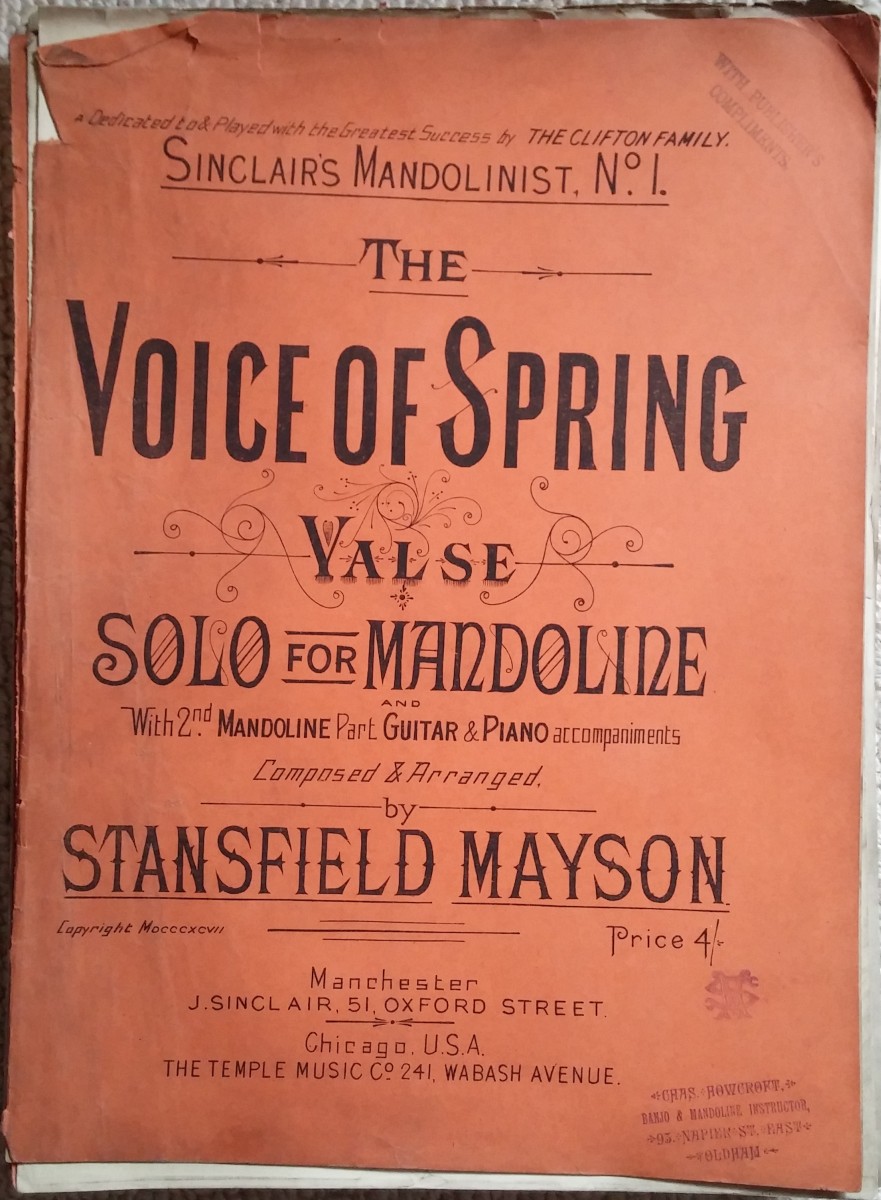 WITH PUBLISHER'S
COMPLIMENTS
Dedicated to & Played with the Greatest Success by THE CLIFTON FAMILY.
SINCLAIR'S MANDOLINIST, No. 1.
THE
VOICE OF SPRING
VALSE
SOLO FOR MANDOLINE
AND
With 2nd. MANDOLINE Part GUITAR & PIANO accompaniments
Composed & Arranged,
by
STANSFIELD MAYSON.
Copyright MDCCCXCVII
Price 4/-
Manchester
J. SINCLAIR, 51, OXFORD STREET.
Chicago, U.S.A.
THE TEMPLE MUSIC Co 241, WABASH AVENUE.
CHAS. HOWCROFT,
BANJO & MANDOLINE INSTRUCTOR,
93, NAPIER ST. EAST
OLDHAM